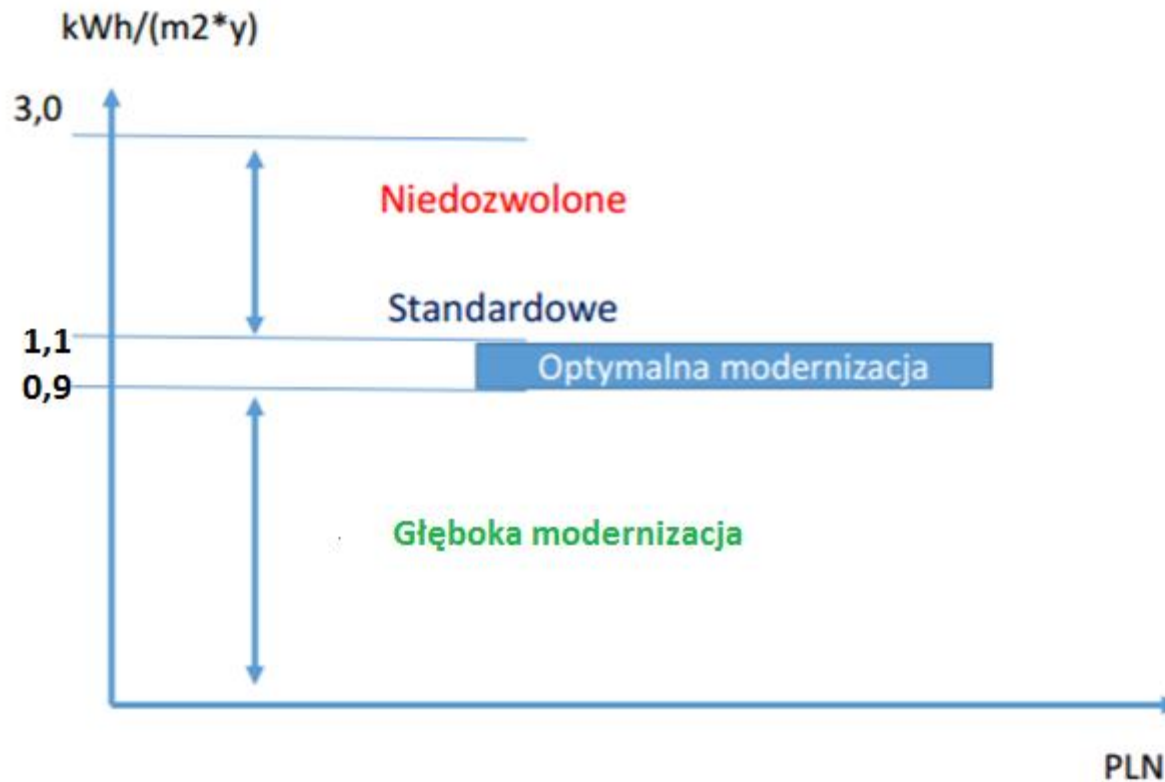 kWh/(m2*y)
3,0
Niedozwolone
Standardowe
1,1
Optymalna modernizacja
0,9
Głęboka modernizacja
PLN